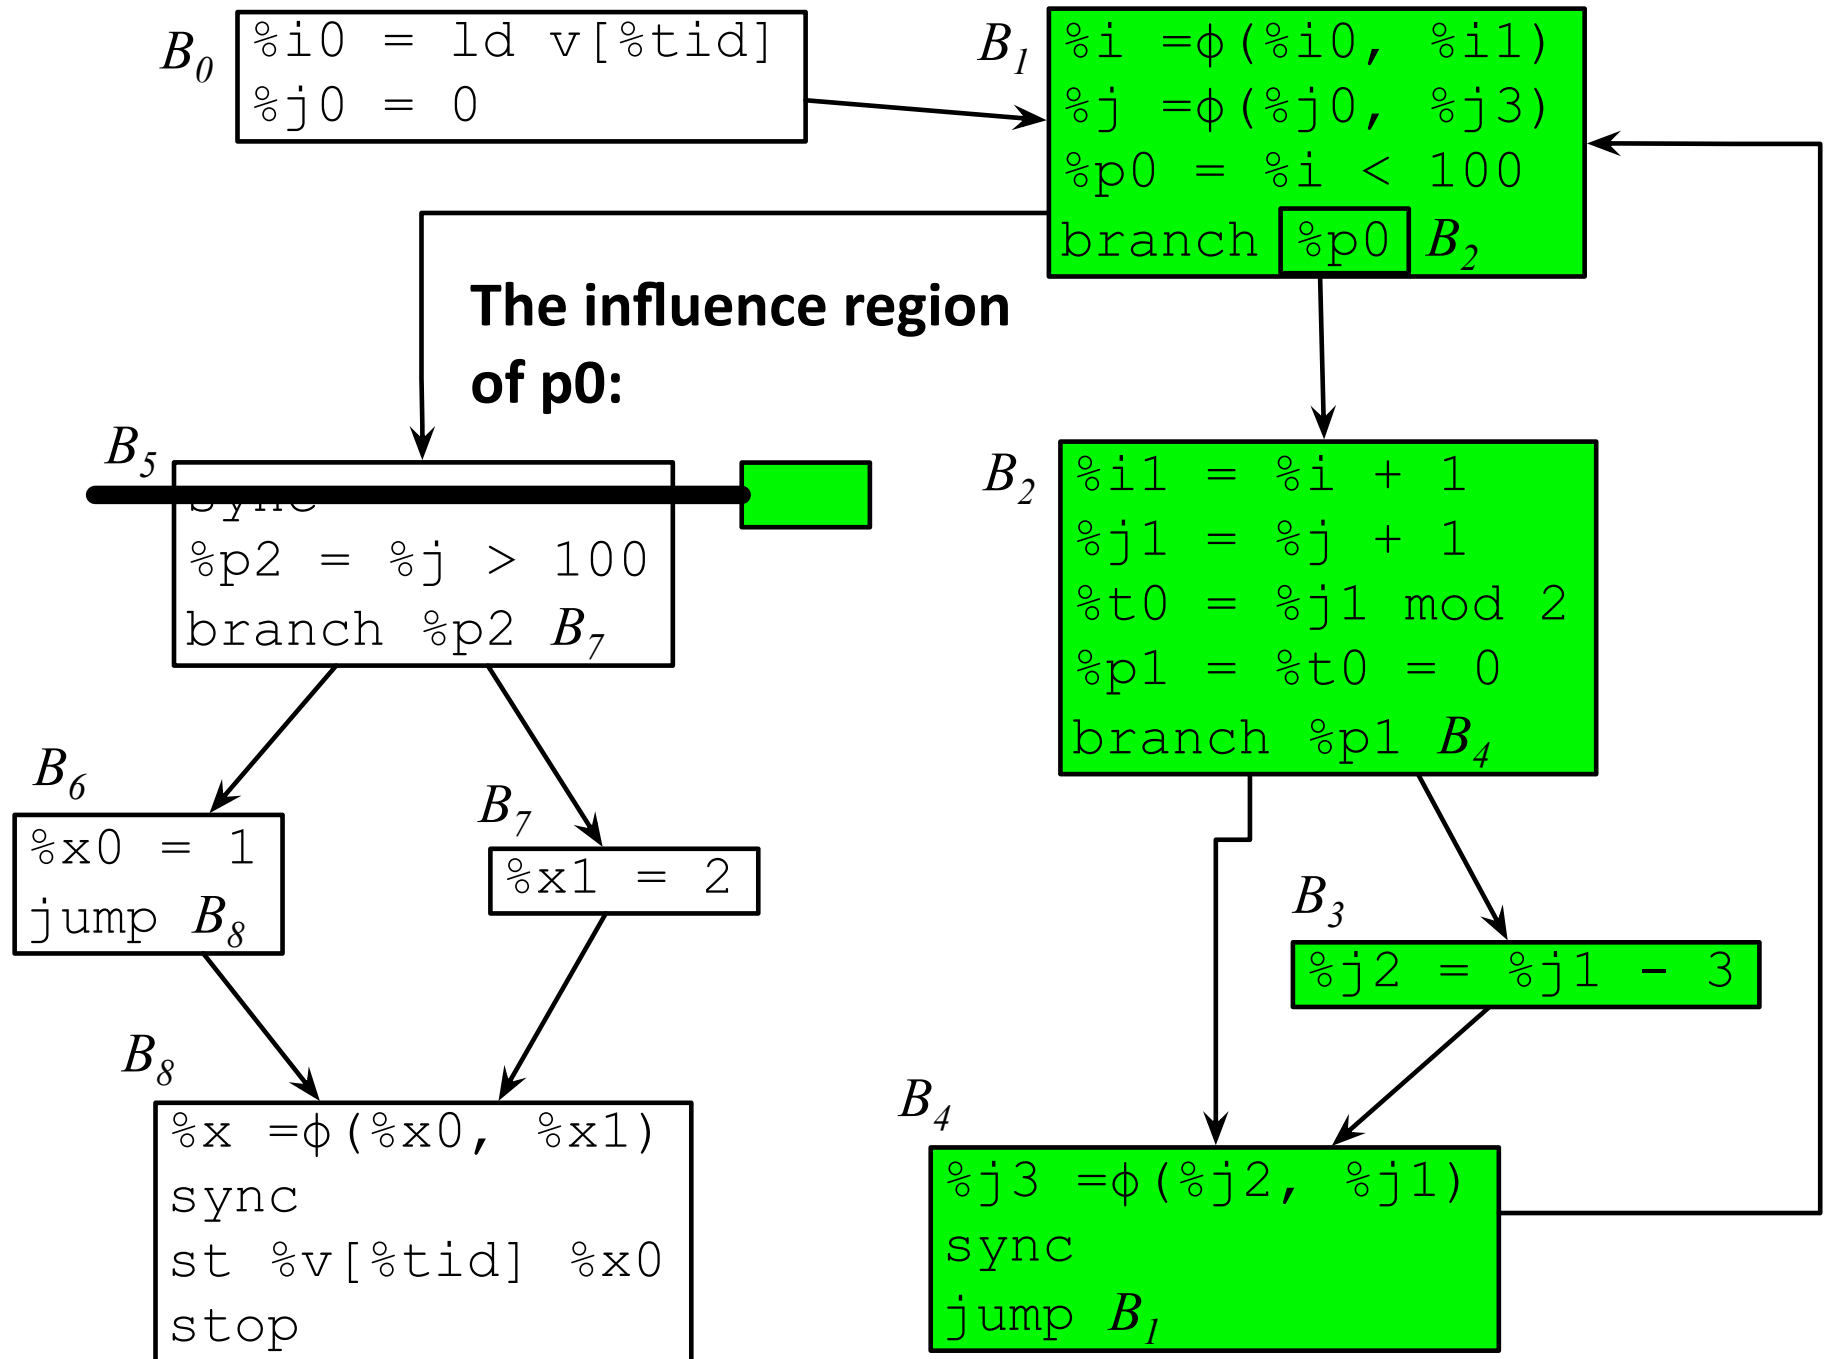 B0
%i0 = ld v[%tid]
%j0 = 0
B1
%i =ϕ(%i0, %i1)
%j =ϕ(%j0, %j3)
%p0 = %i < 100
branch %p0 B2
The influence region
of p0:
B5
sync
%p2 = %j > 100
branch %p2 B7
B2
%i1 = %i + 1
%j1 = %j + 1
%t0 = %j1 mod 2
%p1 = %t0 = 0
branch %p1 B4
B6
%x0 = 1
jump B8
B7
%x1 = 2
B3
%j2 = %j1 - 3
B8
%x =ϕ(%x0, %x1)
sync
st %v[%tid] %x0
stop
B4
%j3 =ϕ(%j2, %j1)
sync
jump B1